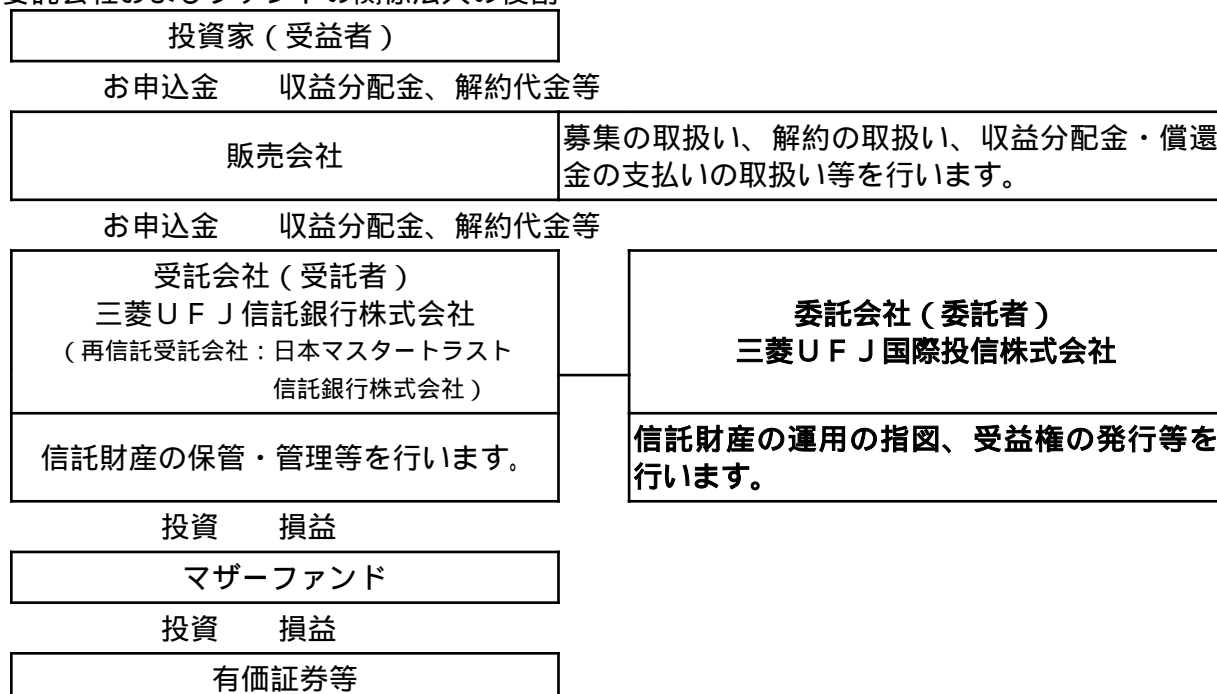 委託会社およびファンドの関係法人の役割
投資家（受益者）
お申込金　　収益分配金、解約代金等
販売会社
募集の取扱い、解約の取扱い、収益分配金・償還
金の支払いの取扱い等を行います。
お申込金　　収益分配金、解約代金等
受託会社（受託者）
三菱ＵＦＪ信託銀行株式会社
（再信託受託会社：日本マスタートラスト
信託銀行株式会社）
委託会社（委託者）
三菱ＵＦＪ国際投信株式会社
信託財産の保管・管理等を行います。
信託財産の運用の指図、受益権の発行等を
行います。
投資　　損益
マザーファンド
投資　　損益
有価証券等